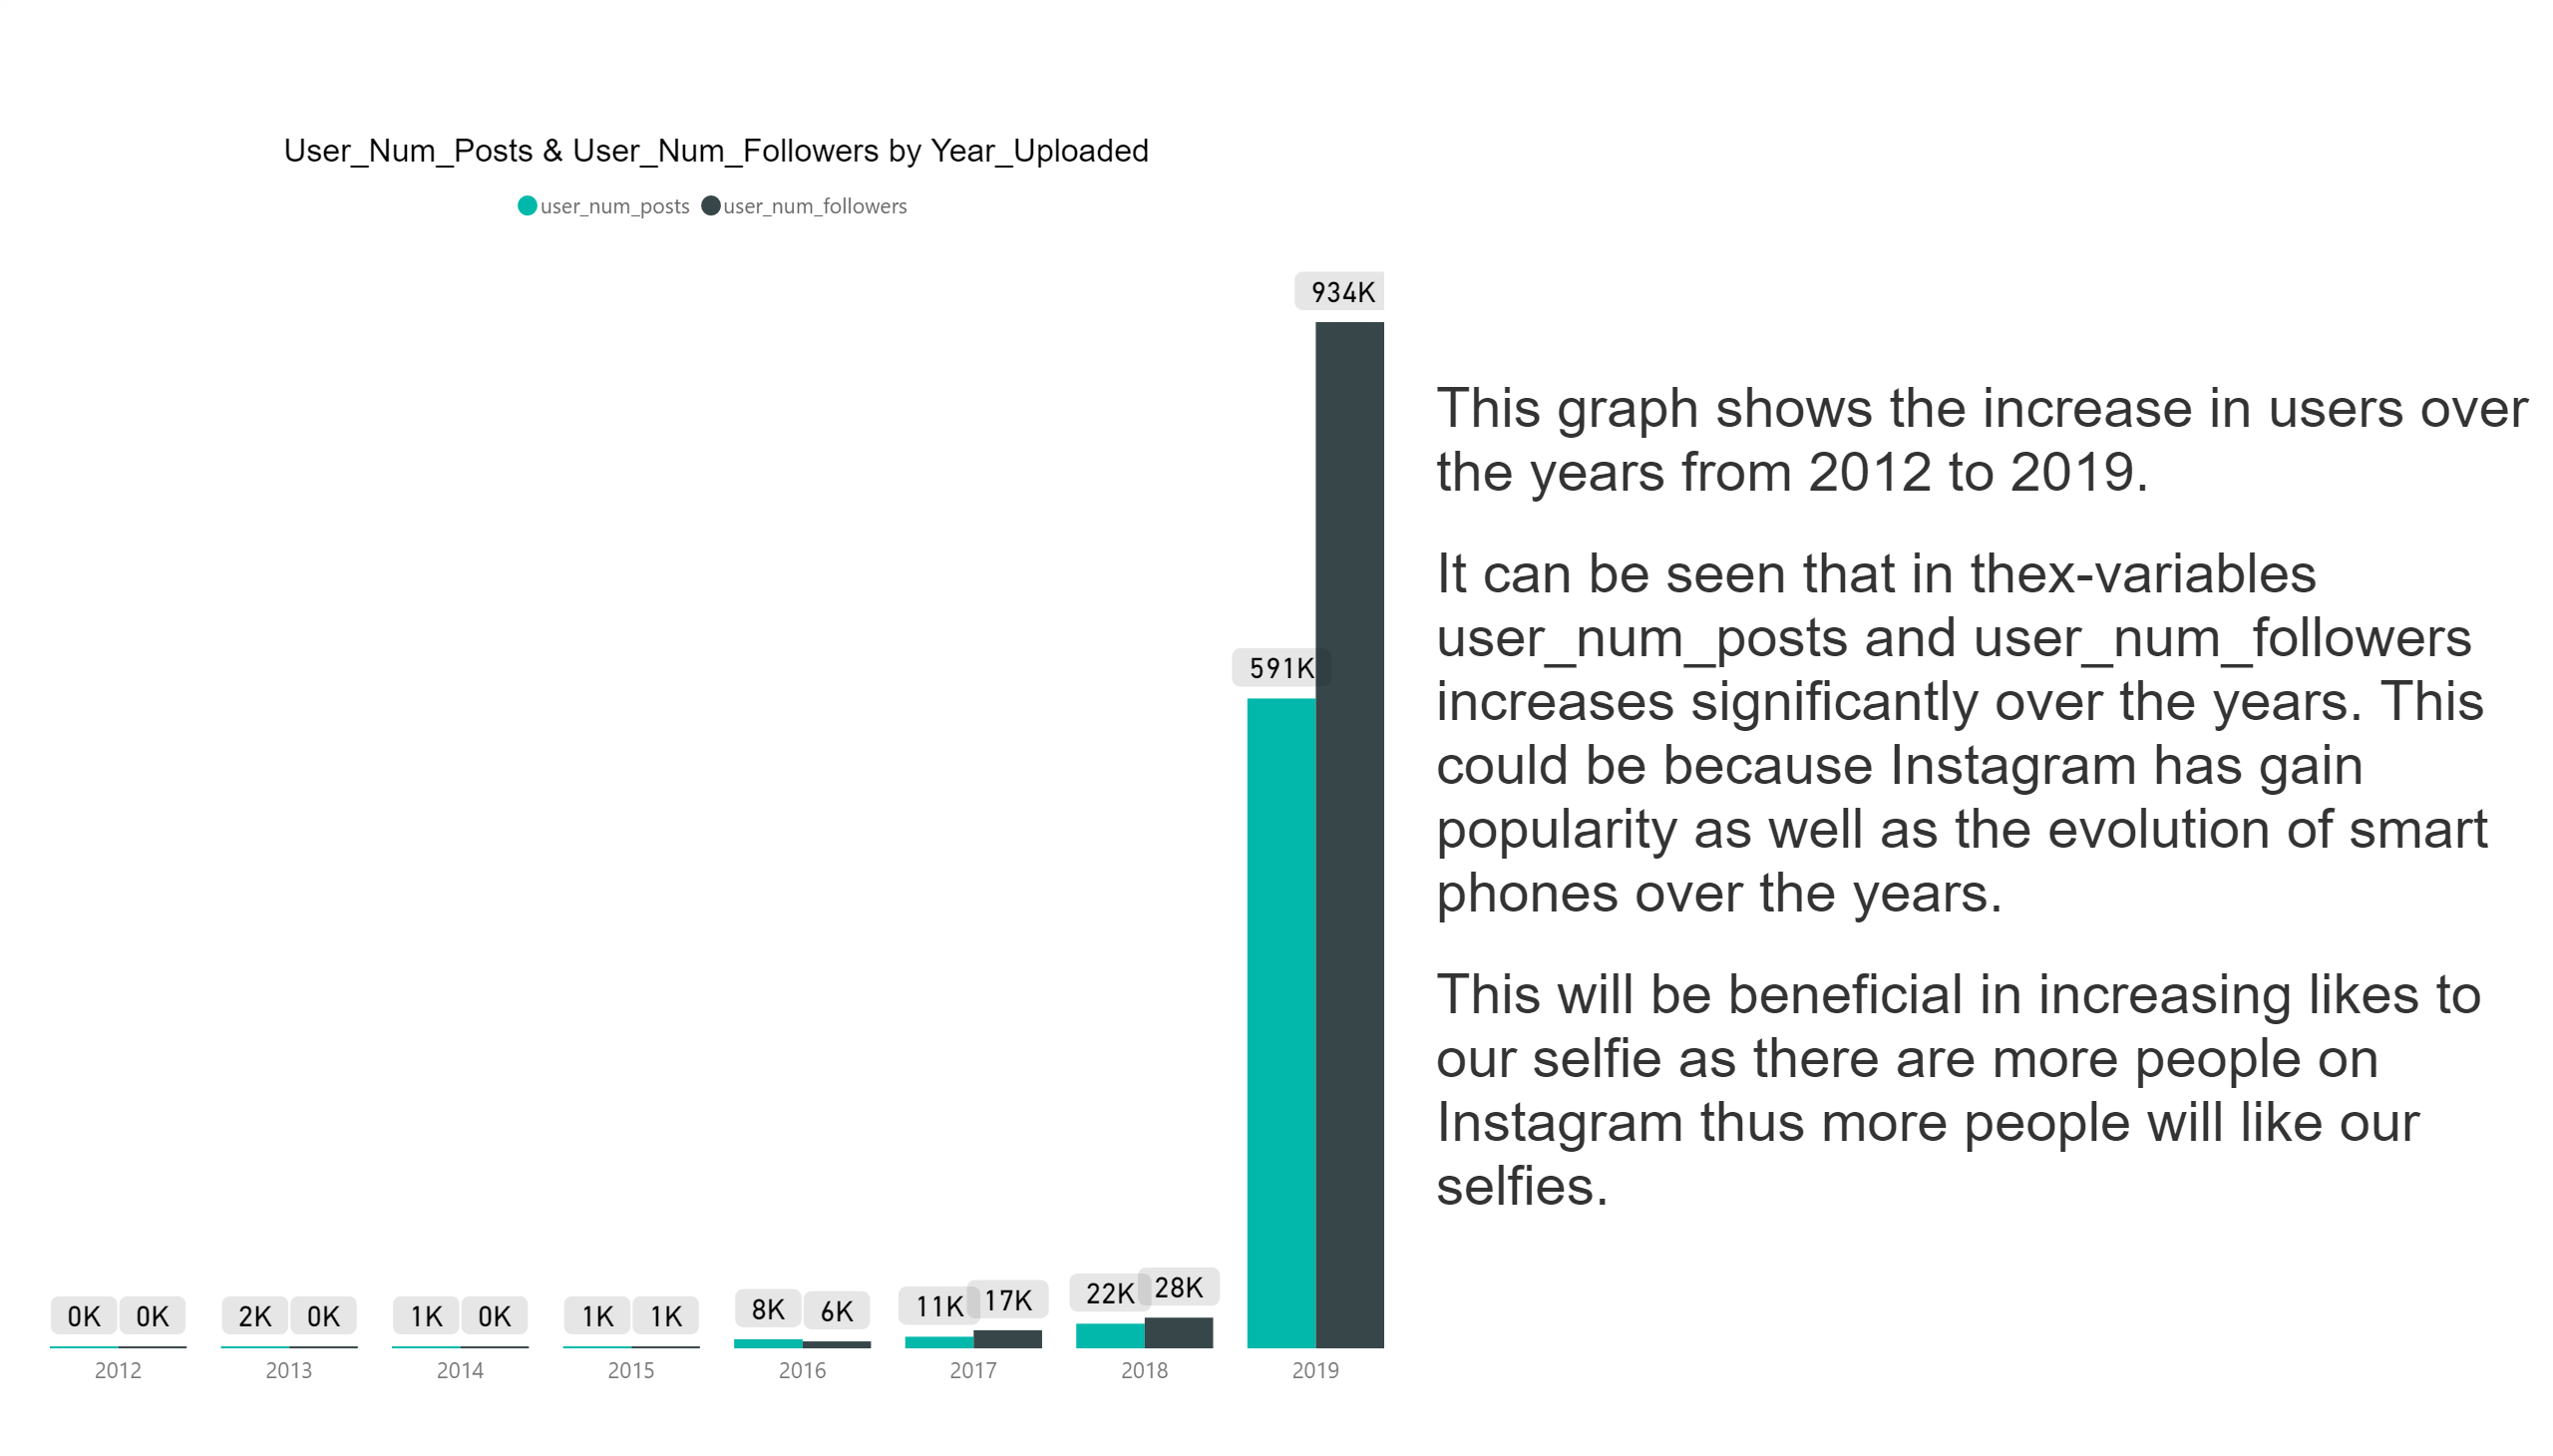 User_Num_Posts & User_Num_Followers by Year_Uploaded
user_num_posts user_num_followers
934K
591K
0K 0K 2K 0K 1K 0K 1K 1K 8K 6K 11K 17K 22K 28K
2012 2013 2014 2015 2016 2017 2018 2019
This graph shows the increase in users over
the years from 2012 to 2019.
It can be seen that in thex-variables
user_num_posts and user_num_followers
increases significantly over the years. This
could be because Instagram has gain
popularity as well as the evolution of smart
phones over the years.
This will be beneficial in increasing likes to
our selfie as there are more people on
Instagram thus more people will like our
selfies.